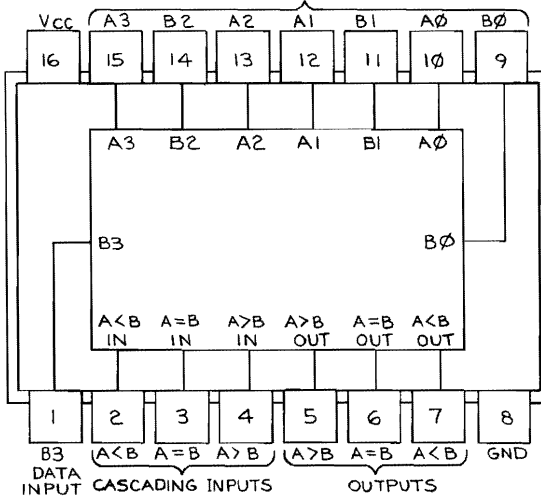 VCC A3 B2 A2 A1 B1 AØ BØ
16 15 14 13 12 11 1Ø 9
A3 B2 A2 A1 B1 AØ
B3 BØ
A<B A=B A>B A>B A=B A<B
IN IN IN OUT OUT OUT
1 2 3 4 5 6 7 8
B3 A<B A=B A>B A>B A=B A<B GND
DATA
INPUT CASCADING INPUTS OUTPUTS